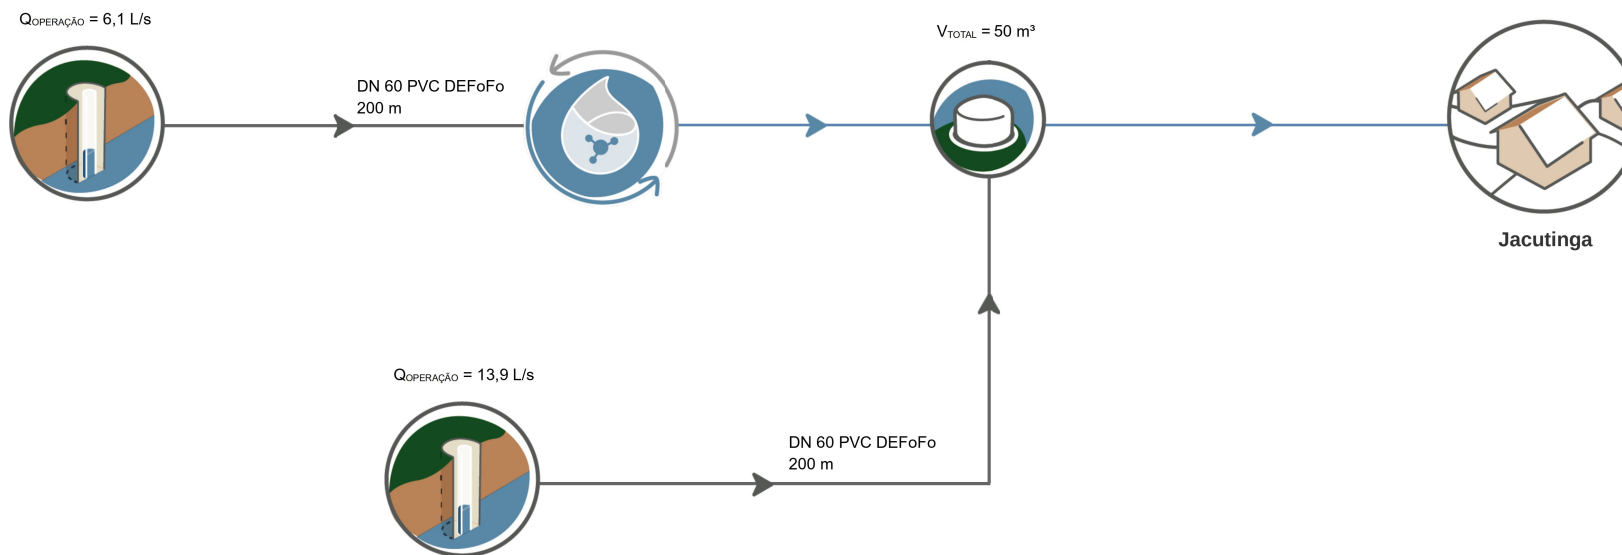 QOPERAÇÃO = 6,1 L/s
VTOTAL = 50 m³
DN 60 PVC DEFoFo
200 m
Jacutinga
QOPERAÇÃO = 13,9 L/s
DN 60 PVC DEFoFo
200 m